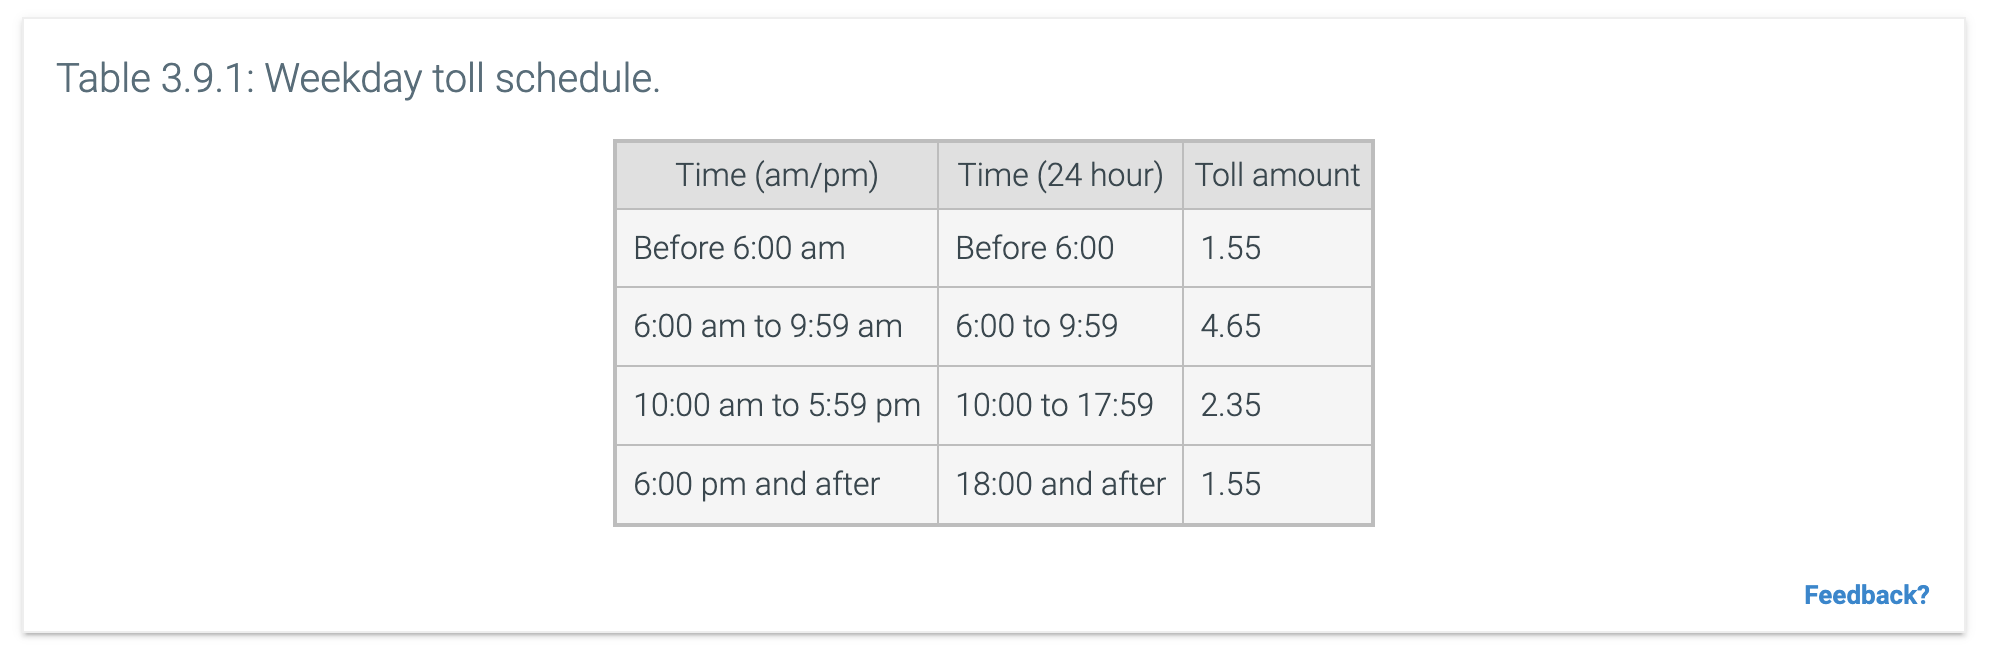 Table 3.9.1: Weekday toll schedule.
Time (am/pm) Time (24 hour) Toll amount
Before 6:00 am Before 6:00 1.55
6:00 am to 9:59 am 6:00 to 9:59 4.65
10:00 am to 5:59 pm 10:00 to 17:59 2.35
6:00 pm and after 18:00 and after 1.55
Feedback?